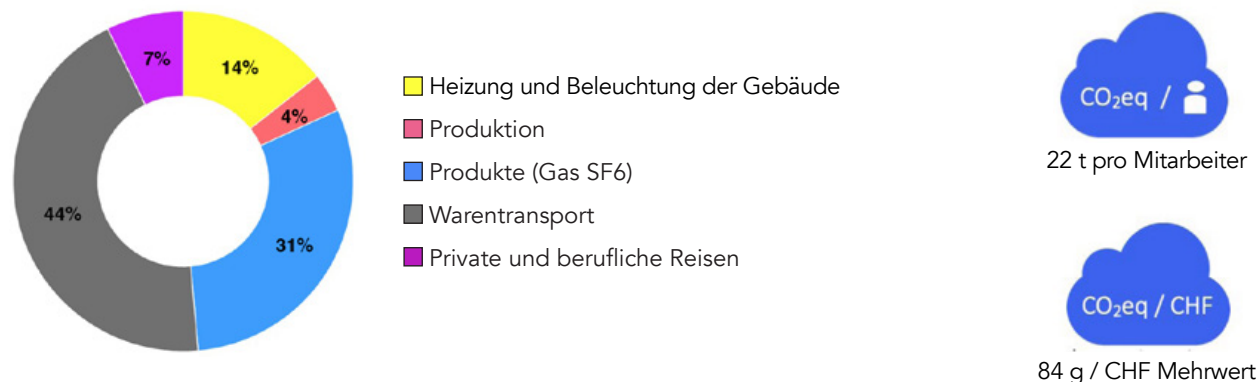 7%
14%
4%
44%
31%
Heizung und Beleuchtung der Gebäude
Produktion
Produkte (Gas SF6)
Warentransport
Private und berufliche Reisen
CO₂eq /
22 t pro Mitarbeiter
CO₂eq / CHF
84 g / CHF Mehrwert